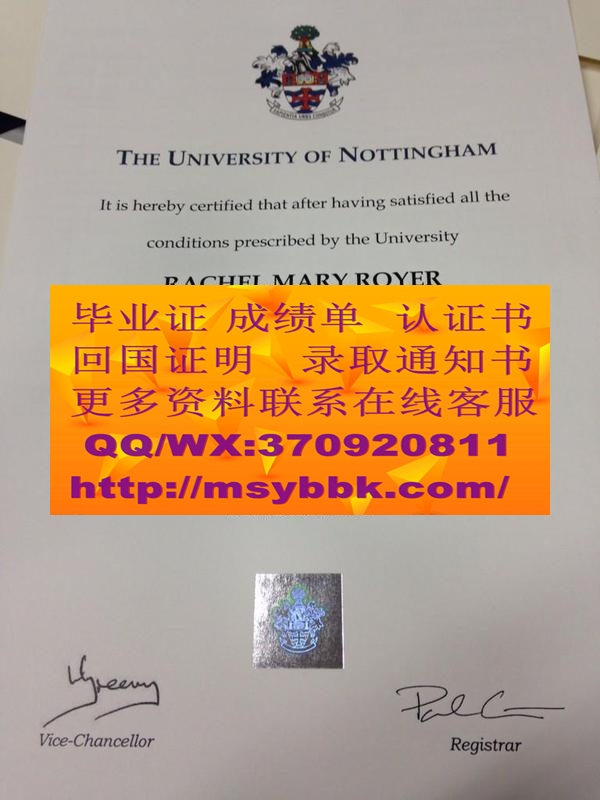 THE UNIVERSITY OF NOTTINGHAM
It is hereby certified that after having satisfied all the
conditions prescribed by the University
RACHEL MARY ROYER
毕业证 成绩单 认证书
回国证明 录取通知书
更多资料联系在线客服
QQ/WX:370920811
http://msybbk.com/
Vice-Chancellor
Registrar